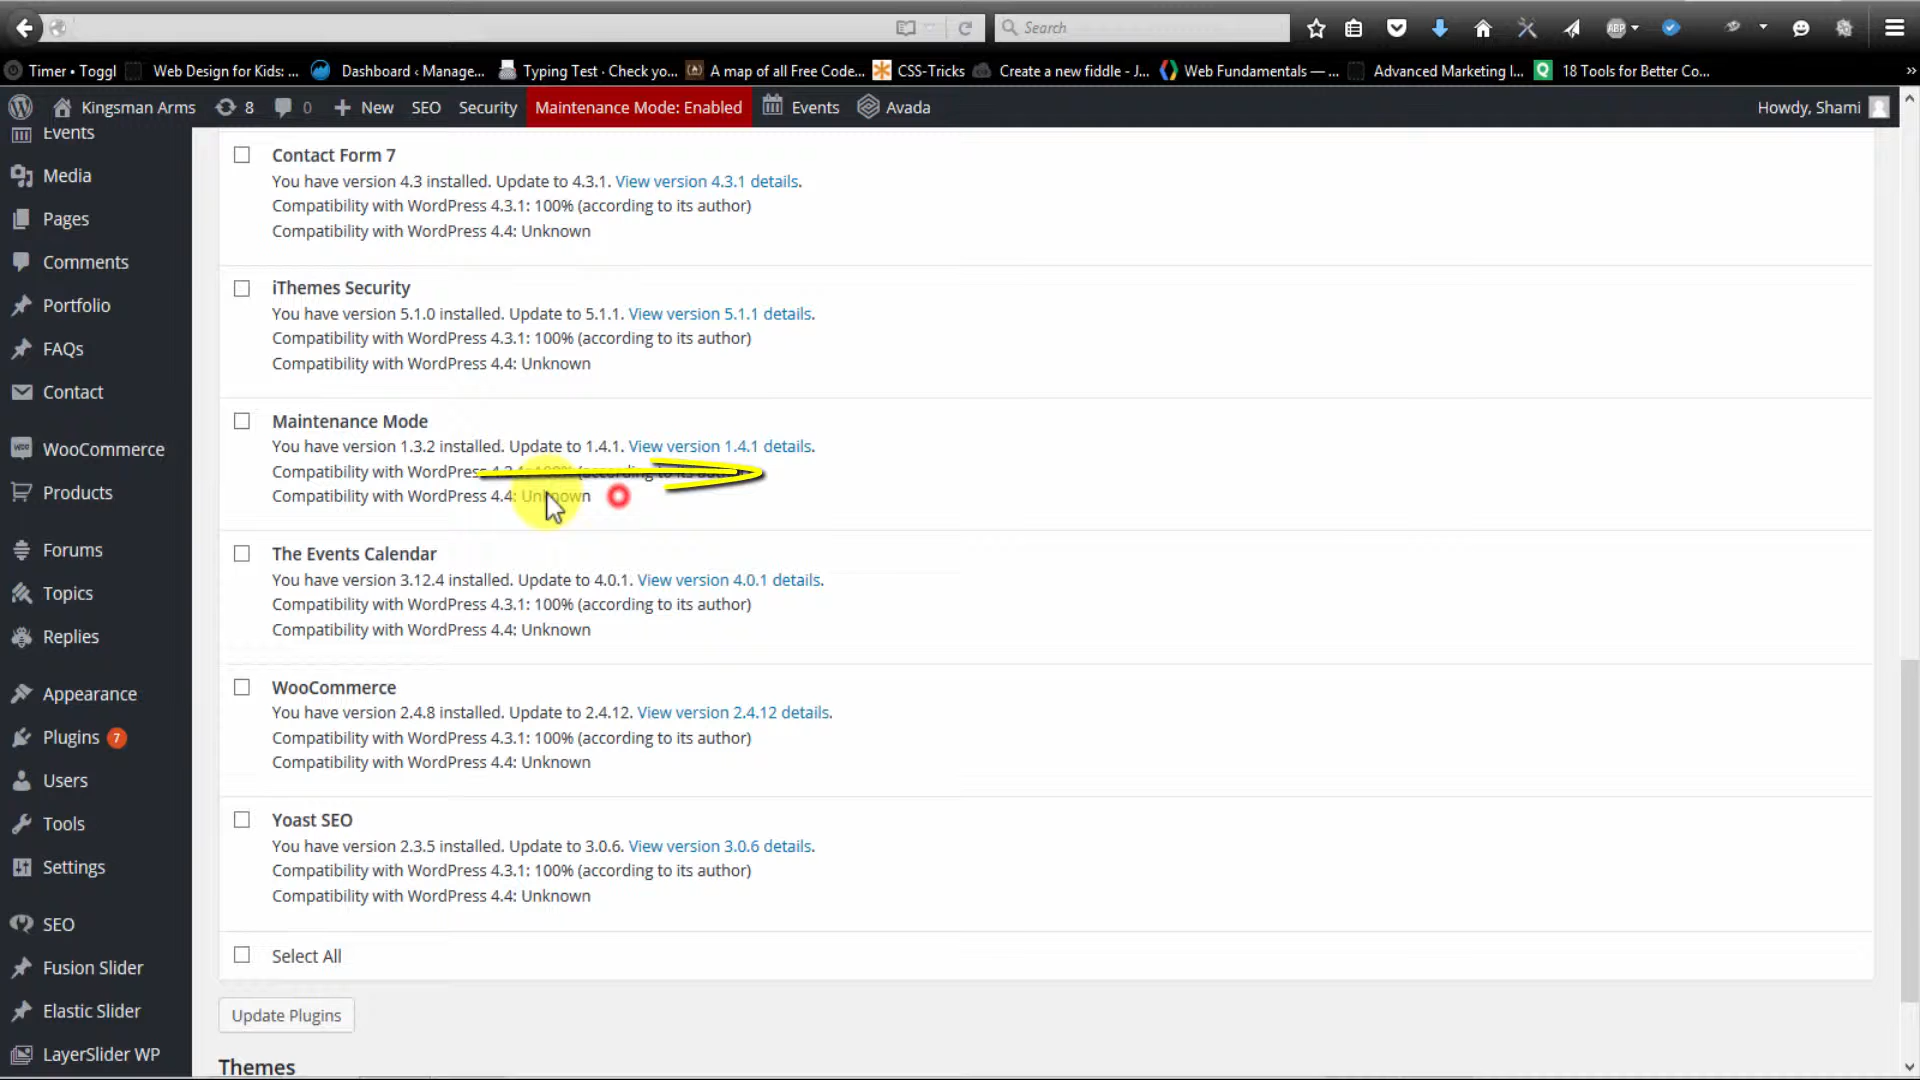 Search
ABP
Timer • Toggl
Web Design for Kids: ...
Dashboard ‹ Manage...
Typing Test · Check yo...
A map of all Free Code...
CSS-Tricks
Create a new fiddle - J...
Web Fundamentals — ...
Advanced Marketing I...
18 Tools for Better Co...
»
Kingsman Arms
8
0
New
SEO
Security
Maintenance Mode: Enabled
Events
Avada
Howdy, Shami
Events
Media
Pages
Comments
Portfolio
FAQs
Contact
WooCommerce
Products
Forums
Topics
Replies
Appearance
Plugins 7
Users
Tools
Settings
SEO
Fusion Slider
Elastic Slider
LayerSlider WP
Contact Form 7
You have version 4.3 installed. Update to 4.3.1. View version 4.3.1 details.
Compatibility with WordPress 4.3.1: 100% (according to its author)
Compatibility with WordPress 4.4: Unknown
iThemes Security
You have version 5.1.0 installed. Update to 5.1.1. View version 5.1.1 details.
Compatibility with WordPress 4.3.1: 100% (according to its author)
Compatibility with WordPress 4.4: Unknown
Maintenance Mode
You have version 1.3.2 installed. Update to 1.4.1. View version 1.4.1 details.
Compatibility with WordPress 4.3.1: 100% (according to its author)
Compatibility with WordPress 4.4: Unknown
The Events Calendar
You have version 3.12.4 installed. Update to 4.0.1. View version 4.0.1 details.
Compatibility with WordPress 4.3.1: 100% (according to its author)
Compatibility with WordPress 4.4: Unknown
WooCommerce
You have version 2.4.8 installed. Update to 2.4.12. View version 2.4.12 details.
Compatibility with WordPress 4.3.1: 100% (according to its author)
Compatibility with WordPress 4.4: Unknown
Yoast SEO
You have version 2.3.5 installed. Update to 3.0.6. View version 3.0.6 details.
Compatibility with WordPress 4.3.1: 100% (according to its author)
Compatibility with WordPress 4.4: Unknown
Select All
Update Plugins
Themes